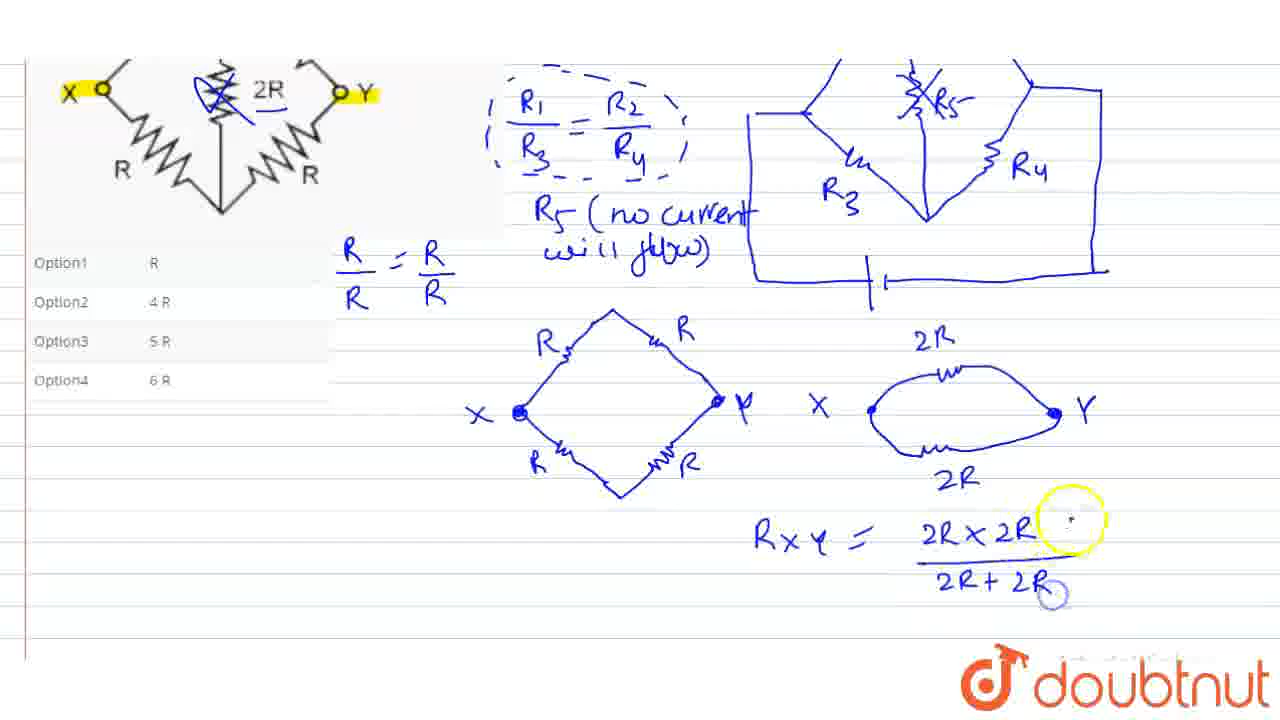 X 2R Y
R R
Option1 R
Option2 4 R
Option3 5 R
Option4 6 R
R1/R3 = R2/R4
R5 (no current
will flow)
R/R = R/R
R5
R3 R4
R R
X Y
R R
2R
X Y
2R
RXY = 2R × 2R / 2R + 2R
doubtnut